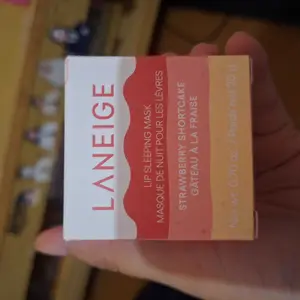 LANEIGE
LIP SLEEPING MASK
MASQUE DE NUIT POUR LES LÈVRES
STRAWBERRY SHORTCAKE
GÂTEAU À LA FRAISE